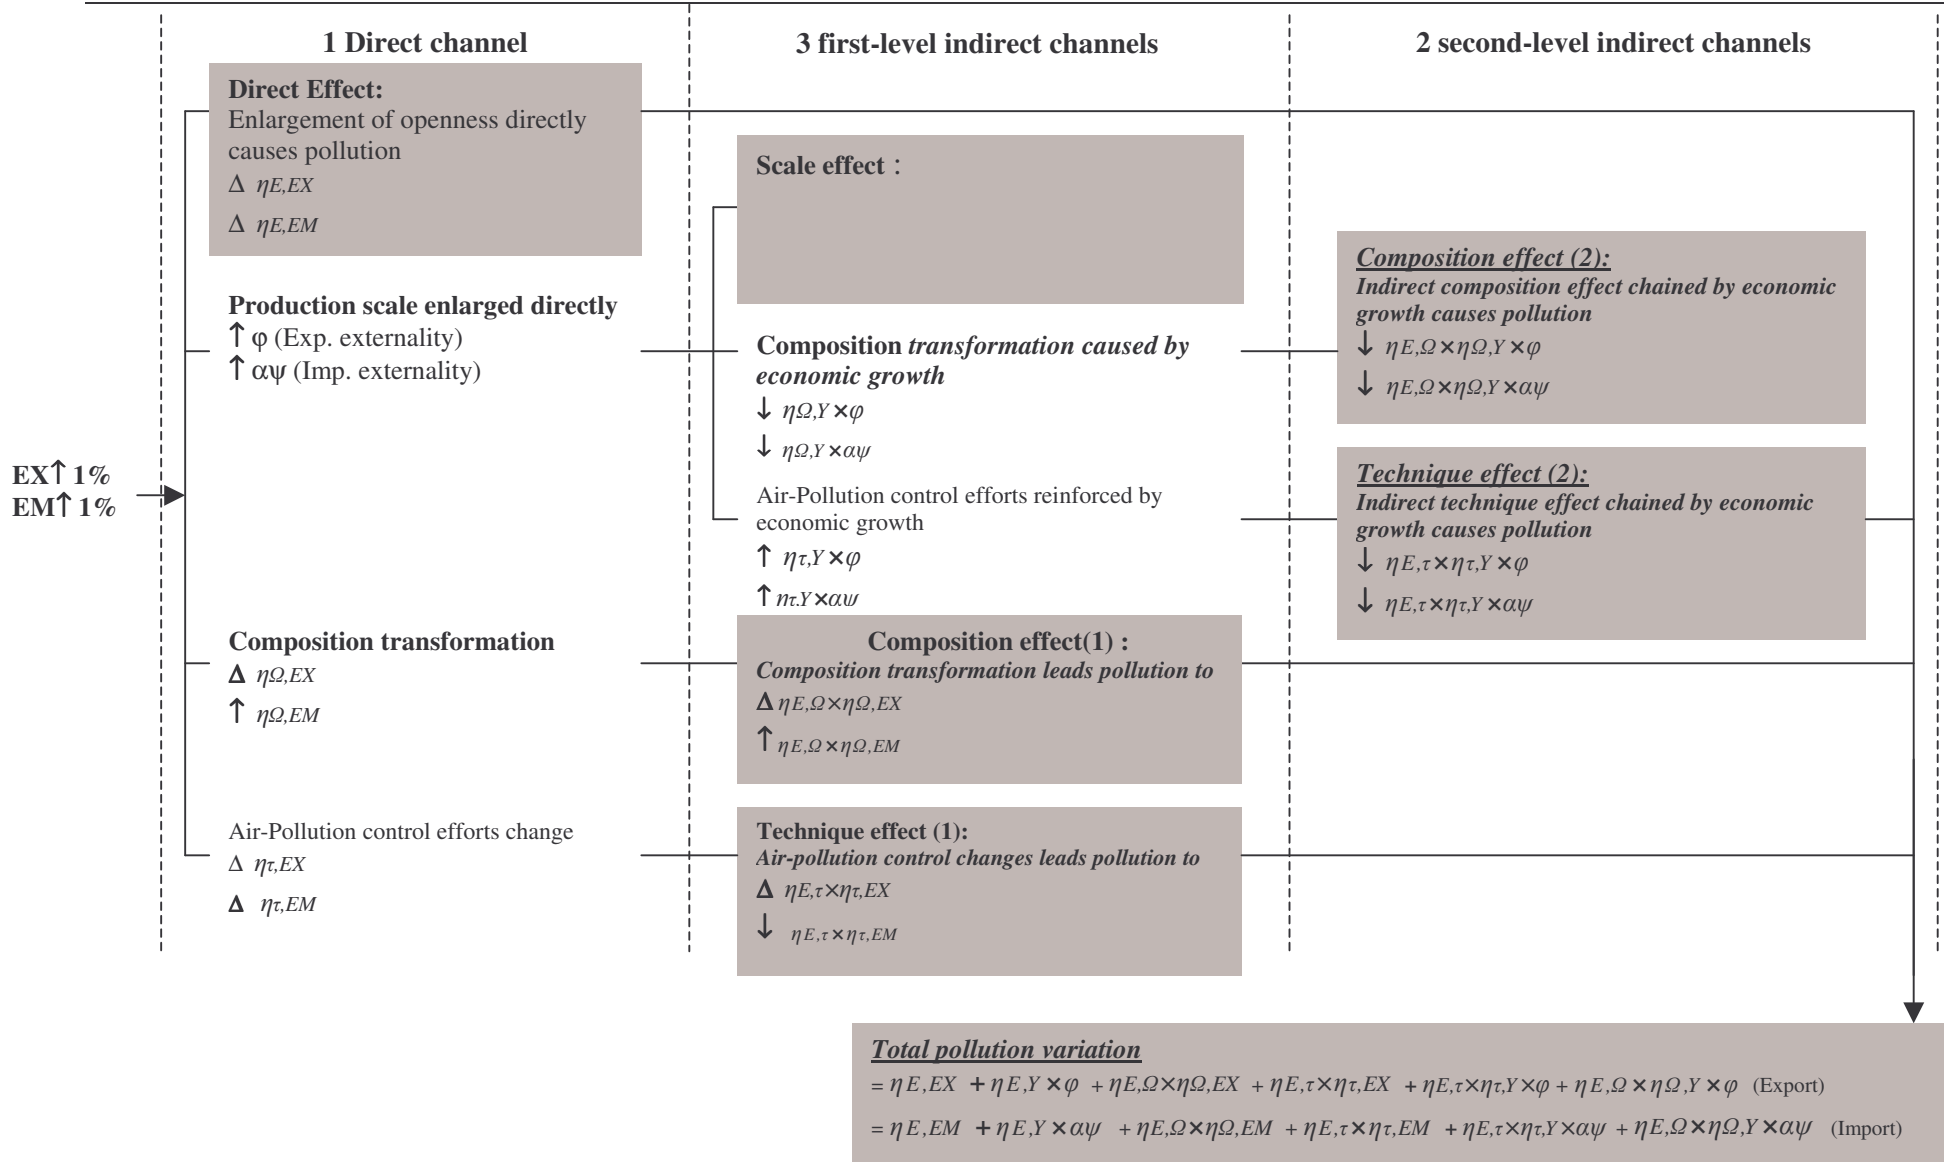 1 Direct channel
3 first-level indirect channels
2 second-level indirect channels
EX↑ 1%
EM↑ 1%
Direct Effect:
Enlargement of openness directly
causes pollution
Δ ηE,EX
Δ ηE,EM
Production scale enlarged directly
↑ φ (Exp. externality)
↑ αψ (Imp. externality)
Composition transformation
Δ ηΩ,EX
↑ ηΩ,EM
Air-Pollution control efforts change
Δ ητ,EX
Δ ητ,EM
Scale effect :
Composition transformation caused by
economic growth
↓ ηΩ,Y×φ
↓ ηΩ,Y×αψ
Air-Pollution control efforts reinforced by
economic growth
↑ ητ,Y×φ
↑ ητ,Y×αψ
Composition effect(1) :
Composition transformation leads pollution to
Δ ηE,Ω×ηΩ,EX
↑ ηE,Ω×ηΩ,EM
Technique effect (1):
Air-pollution control changes leads pollution to
Δ ηE,τ×ητ,EX
↓ ηE,τ×ητ,EM
Composition effect (2):
Indirect composition effect chained by economic
growth causes pollution
↓ ηE,Ω×ηΩ,Y×φ
↓ ηE,Ω×ηΩ,Y×αψ
Technique effect (2):
Indirect technique effect chained by economic
growth causes pollution
↓ ηE,τ×ητ,Y×φ
↓ ηE,τ×ητ,Y×αψ
Total pollution variation
= ηE,EX + ηE,Y×φ + ηE,Ω×ηΩ,EX + ηE,τ×ητ,EX + ηE,τ×ητ,Y×φ + ηE,Ω×ηΩ,Y×φ (Export)
= ηE,EM + ηE,Y×αψ + ηE,Ω×ηΩ,EM + ηE,τ×ητ,EM + ηE,τ×ητ,Y×αψ + ηE,Ω×ηΩ,Y×αψ (Import)